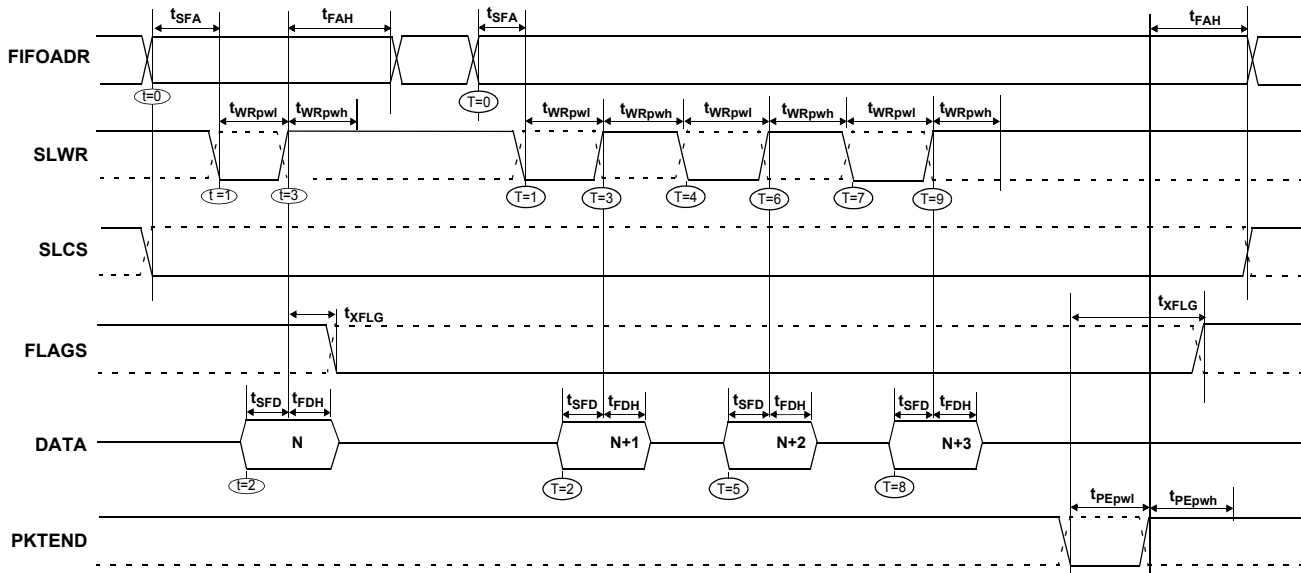 tSFA tFAH tSFA tFAH
FIFOADR
t=0 T=0
tWRpwl tWRpwh tWRpwl tWRpwh tWRpwl tWRpwh tWRpwl tWRpwh
SLWR
t =1 t=3 T=1 T=3 T=4 T=6 T=7 T=9
SLCS
tXFLG tXFLG
FLAGS
tSFD tFDH tSFD tFDH tSFD tFDH tSFD tFDH
DATA N N+1 N+2 N+3
t=2 T=2 T=5 T=8
tPEpwl tPEpwh
PKTEND